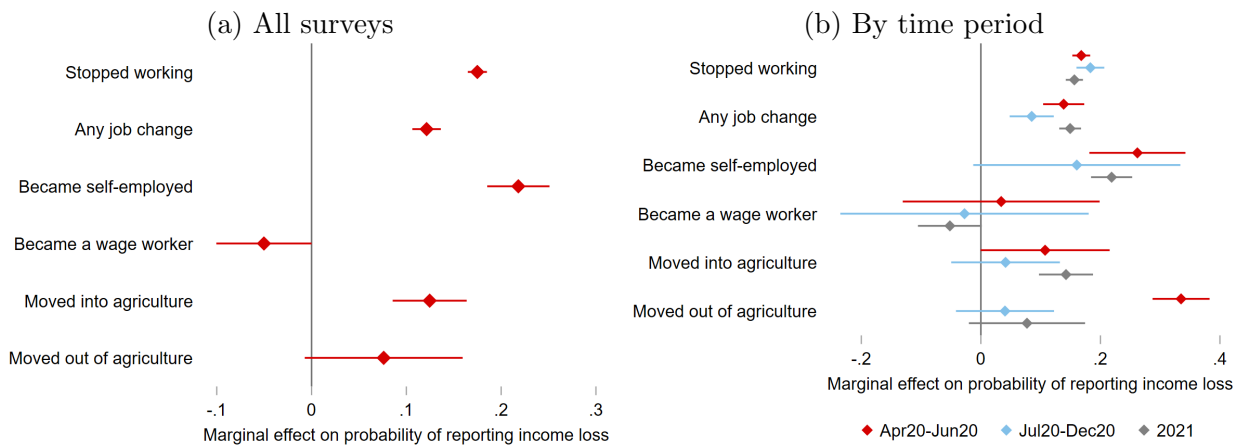 (a) All surveys
Stopped working
Any job change
Became self-employed
Became a wage worker
Moved into agriculture
Moved out of agriculture
-.1 0 .1 .2 .3
Marginal effect on probability of reporting income loss
(b) By time period
Stopped working
Any job change
Became self-employed
Became a wage worker
Moved into agriculture
Moved out of agriculture
-.2 0 .2 .4
Marginal effect on probability of reporting income loss
Apr20-Jun20 Jul20-Dec20 2021